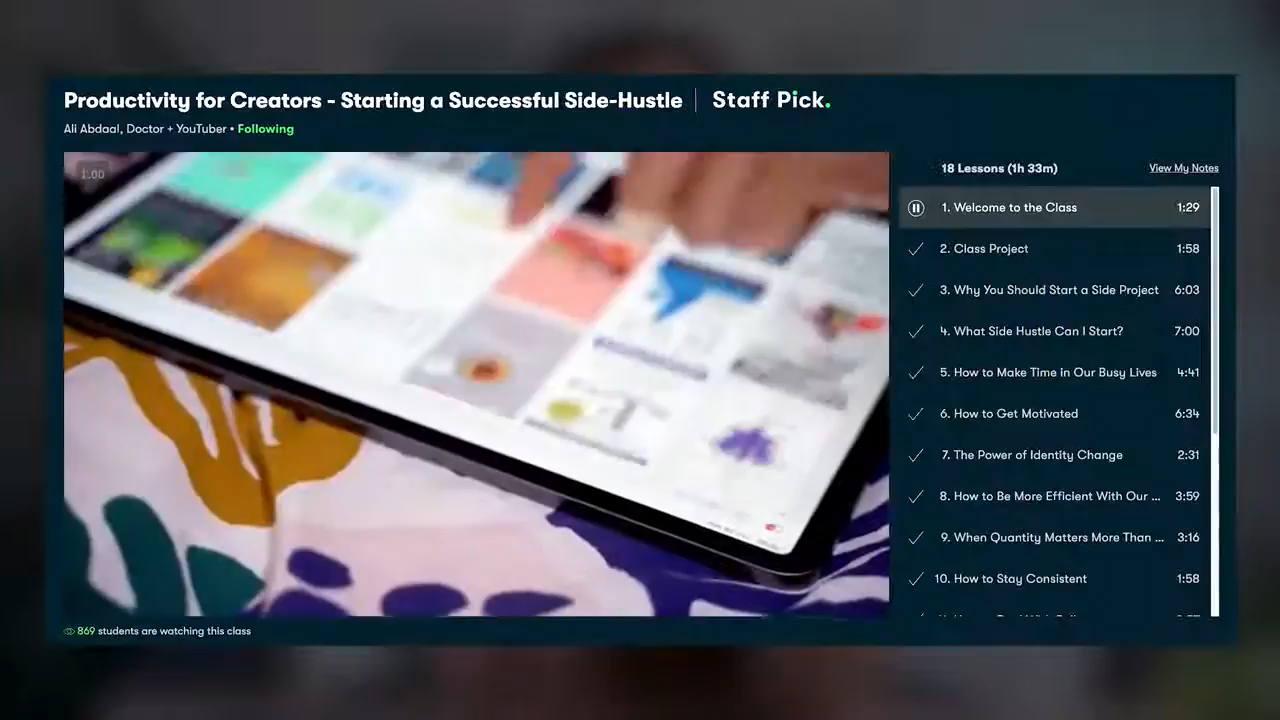 Productivity for Creators - Starting a Successful Side-Hustle | Staff Pick.
Ali Abdaal, Doctor + YouTuber • Following
1:00
18 Lessons (1h 33m) View My Notes
1. Welcome to the Class 1:29
2. Class Project 1:58
3. Why You Should Start a Side Project 6:03
4. What Side Hustle Can I Start? 7:00
5. How to Make Time in Our Busy Lives 4:41
6. How to Get Motivated 6:34
7. The Power of Identity Change 2:31
8. How to Be More Efficient With Our ... 3:59
9. When Quantity Matters More Than ... 3:16
10. How to Stay Consistent 1:58
869 students are watching this class